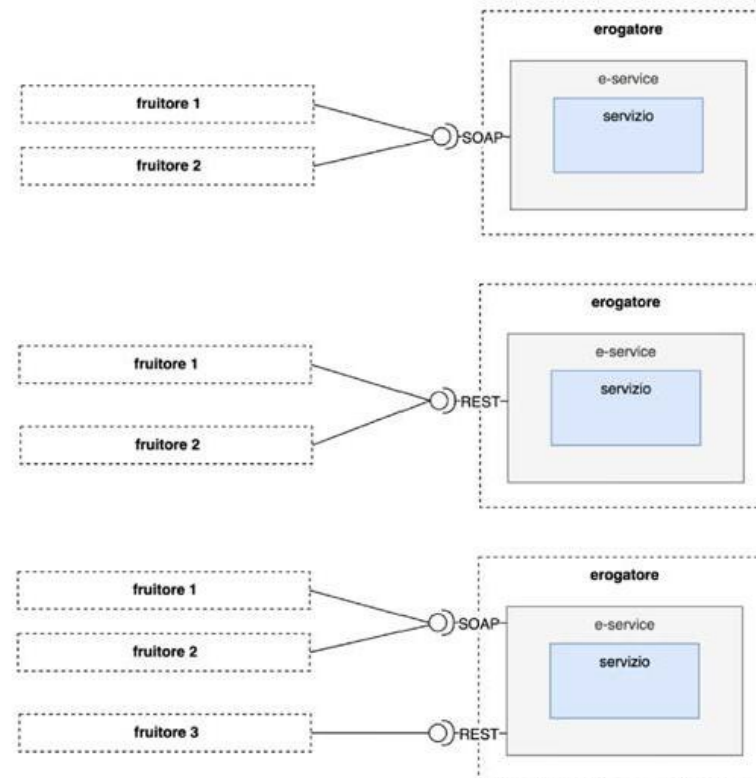 erogatore
e-service
servizio
fruitore 1
SOAP
fruitore 2
erogatore
e-service
servizio
fruitore 1
REST
fruitore 2
erogatore
fruitore 1
SOAP
e-service
fruitore 2
servizio
fruitore 3
REST